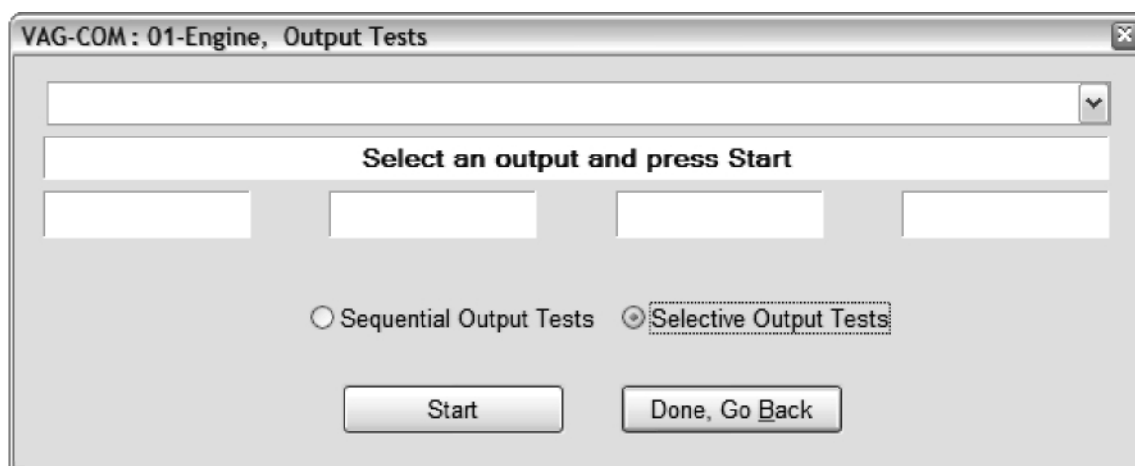 VAG-COM : 01-Engine, Output Tests
Select an output and press Start
Sequential Output Tests Selective Output Tests
Start Done, Go Back